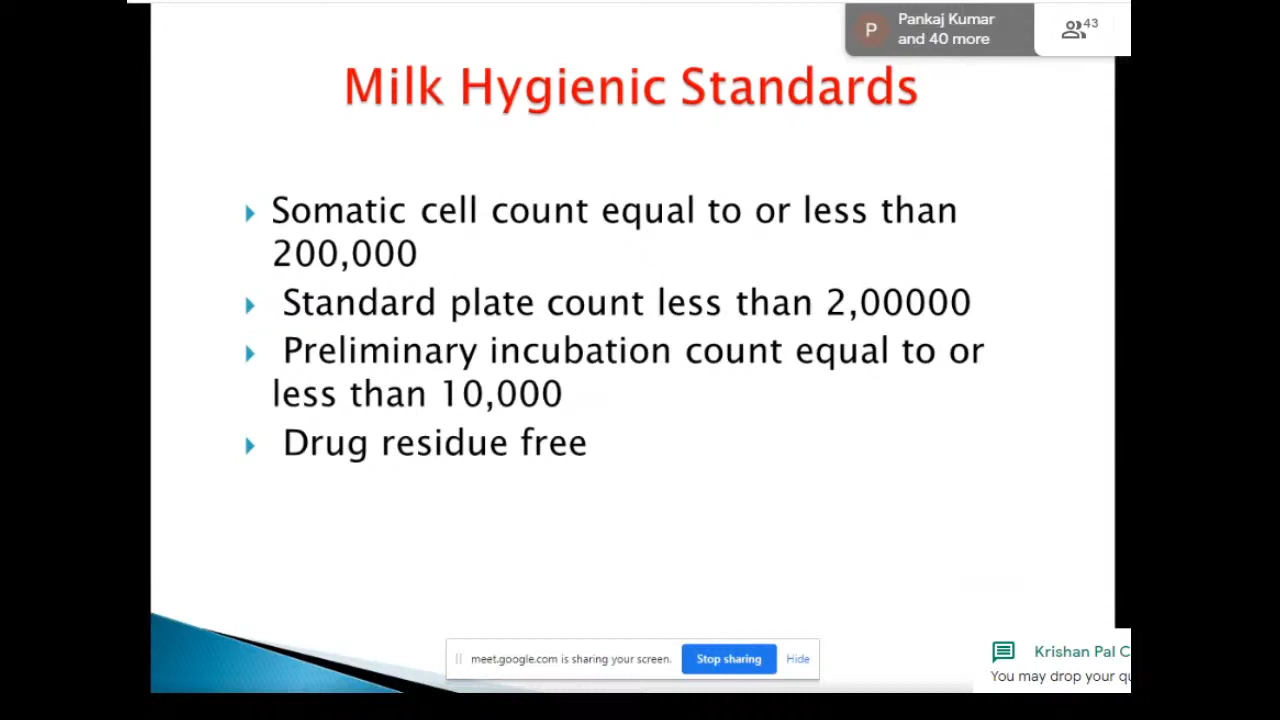 Pankaj Kumar
and 40 more
P
43
Milk Hygienic Standards
Somatic cell count equal to or less than
200,000
Standard plate count less than 2,00000
Preliminary incubation count equal to or
less than 10,000
Drug residue free
meet.google.com is sharing your screen.
Stop sharing
Hide
Krishan Pal C
You may drop your qu